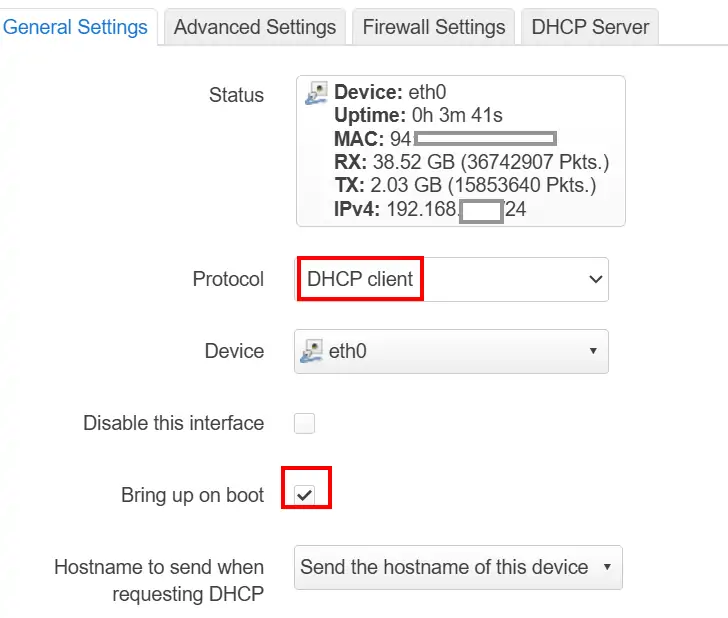 General Settings Advanced Settings Firewall Settings DHCP Server
Status
Device: eth0
Uptime: 0h 3m 41s
MAC: 94
RX: 38.52 GB (36742907 Pkts.)
TX: 2.03 GB (15853640 Pkts.)
IPv4: 192.168. /24
Protocol DHCP client
Device eth0
Disable this interface
Bring up on boot
Hostname to send when
requesting DHCP
Send the hostname of this device